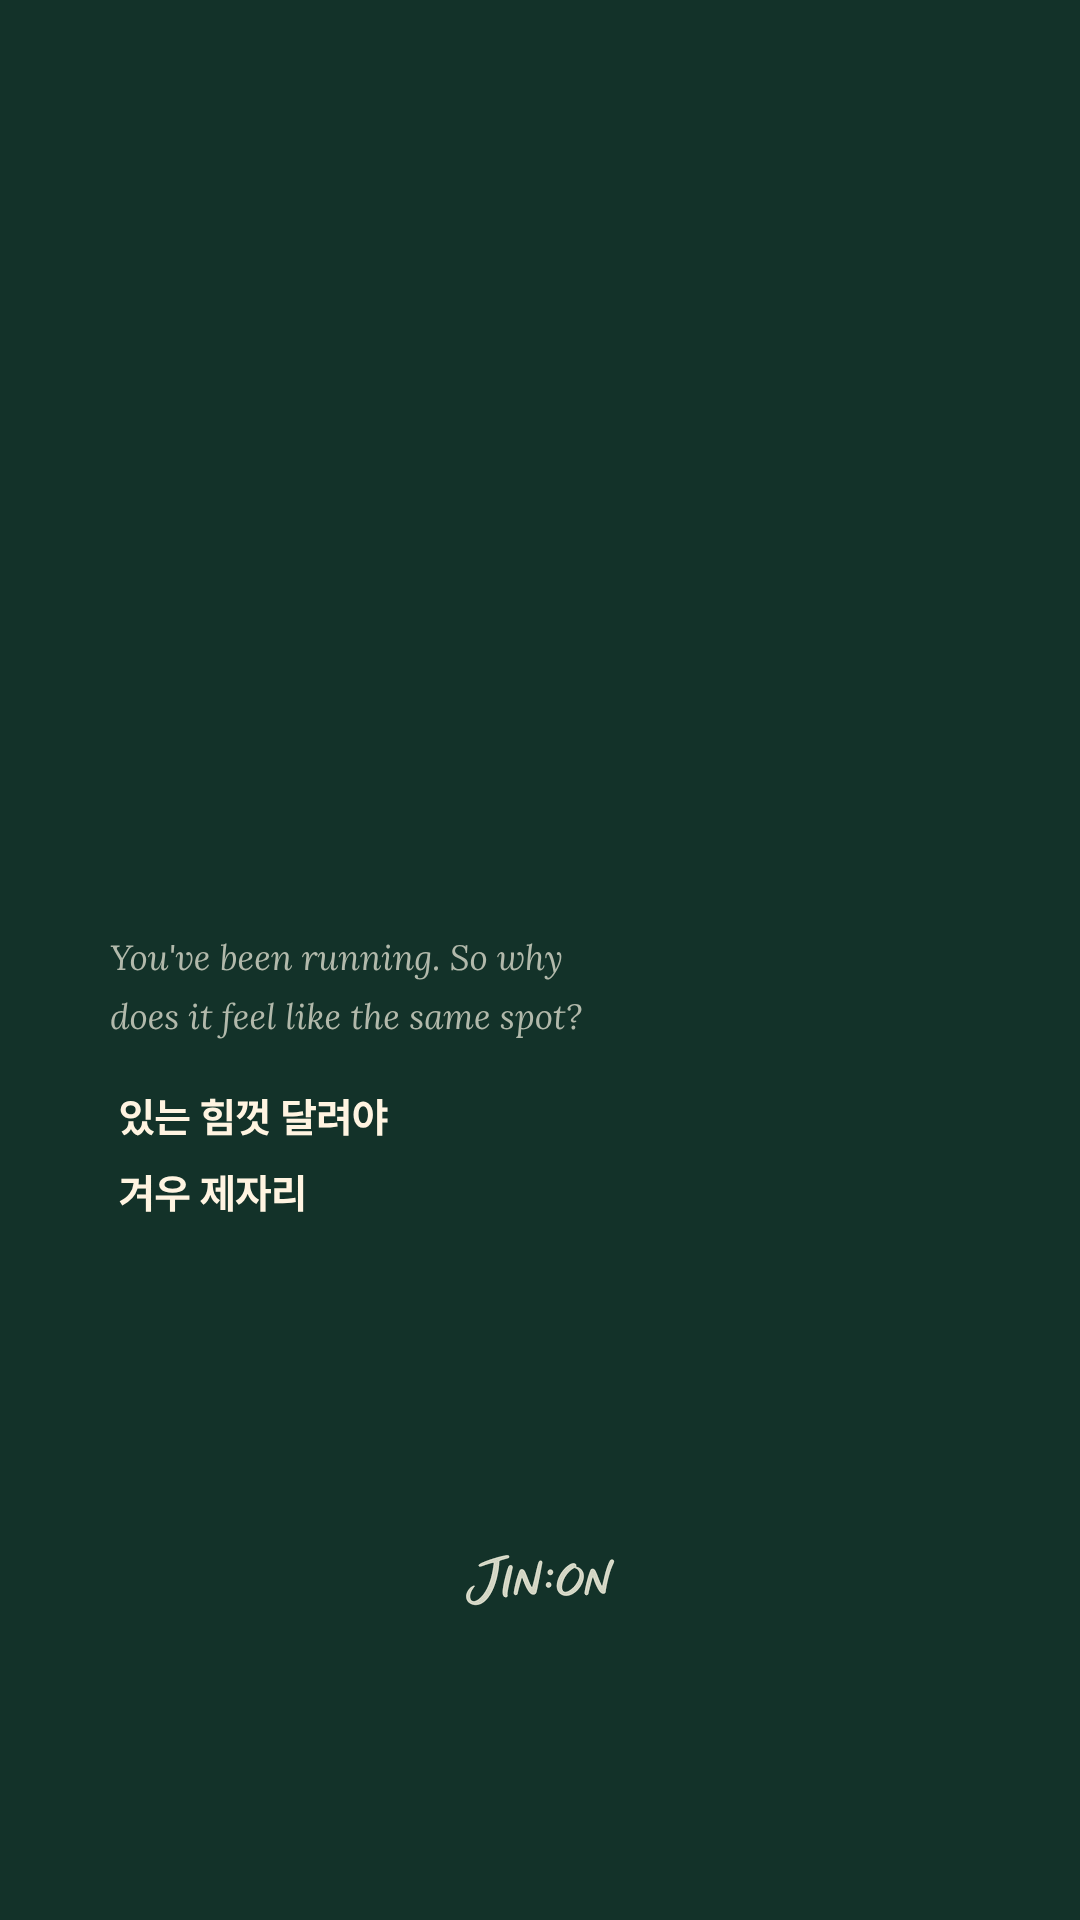 You've been running. So why
does it feel like the same spot?
있는 힘껏 달려야
겨우 제자리
JIN:ON